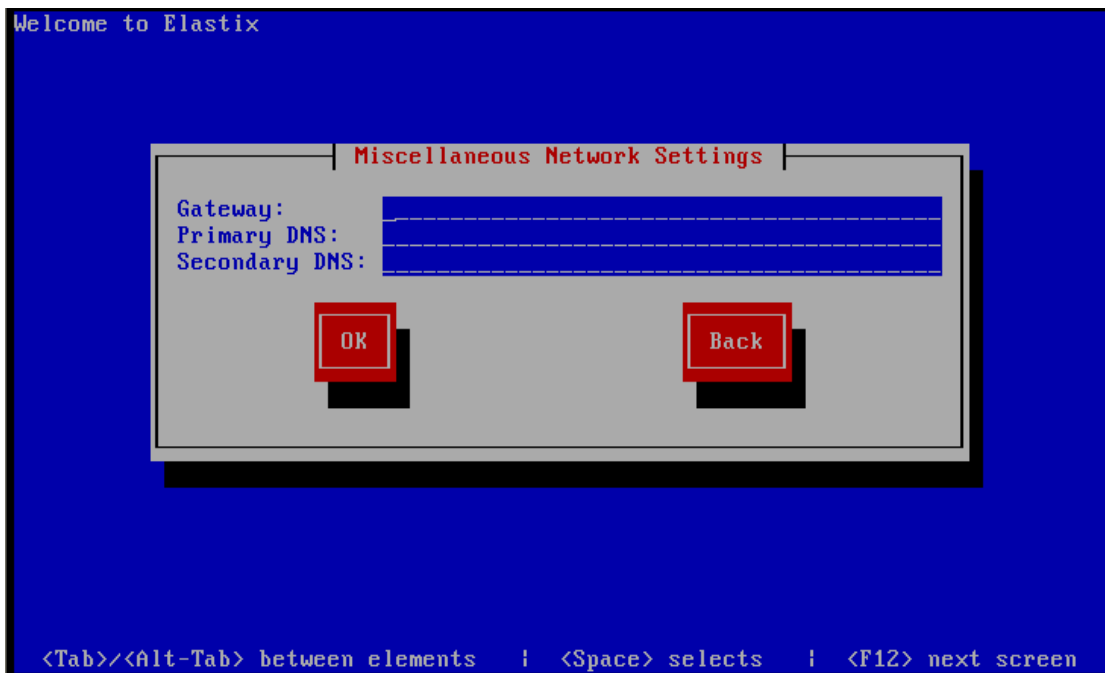 Welcome to Elastix
Miscellaneous Network Settings
Gateway:
Primary DNS:
Secondary DNS:
OK Back
<Tab>/<Alt-Tab> between elements | <Space> selects | <F12> next screen